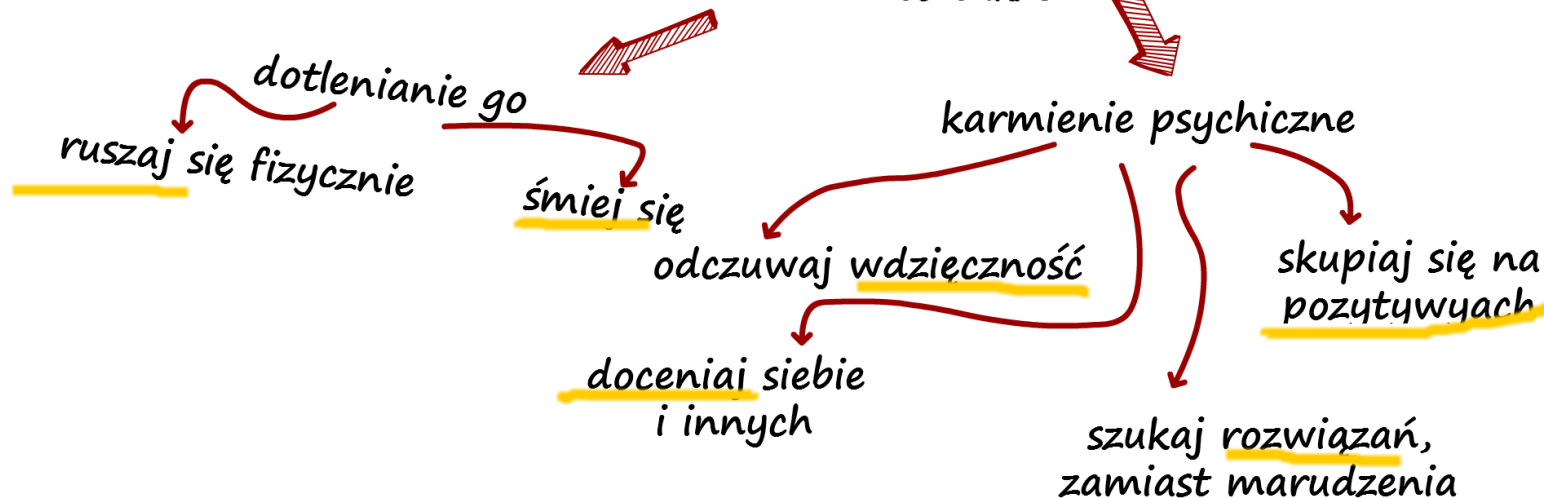 dotlenianie go
ruszaj się fizycznie
śmiej się
karmienie psychiczne
odczuwaj wdzięczność
doceniaj siebie
i innych
szukaj rozwiązań,
zamiast marudzenia
skupiaj się na
pozytywyach